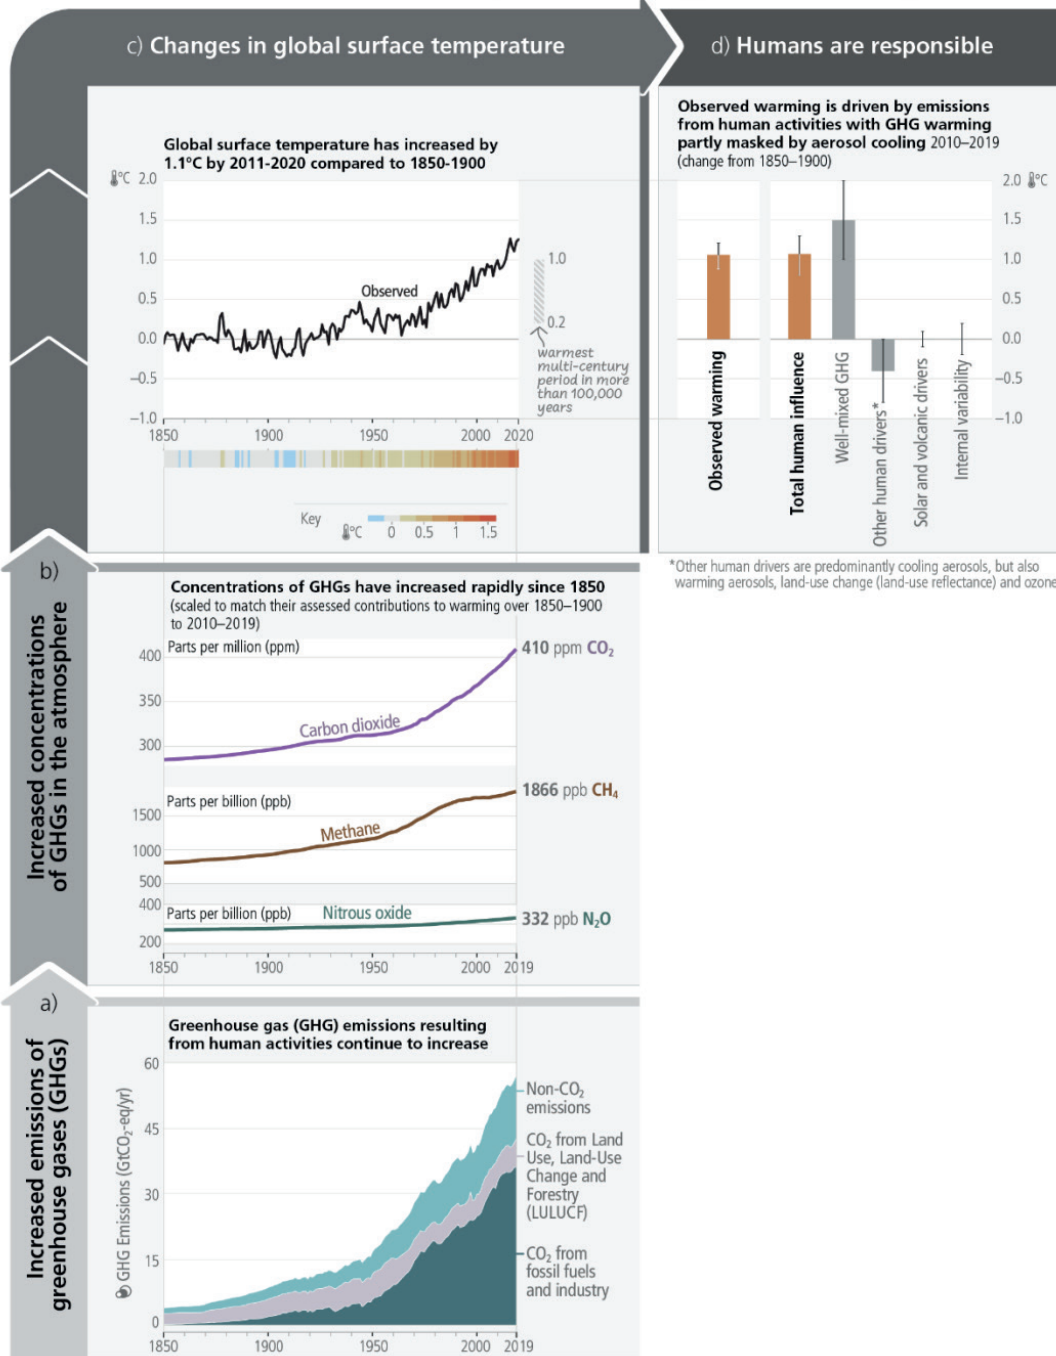 c) Changes in global surface temperature
d) Humans are responsible
Global surface temperature has increased by
1.1°C by 2011-2020 compared to 1850-1900
°C
2.0
1.5
1.0
0.5
0.0
–0.5
–1.0
Observed
1.0
0.2
warmest
multi-century
period in more
than 100,000
years
1850
1900
1950
2000
2020
Key
°C
0
0.5
1
1.5
Observed warming is driven by emissions
from human activities with GHG warming
partly masked by aerosol cooling 2010–2019
(change from 1850–1900)
2.0 °C
1.5
1.0
0.5
0.0
–0.5
–1.0
Observed warming
Total human influence
Well-mixed GHG
Other human drivers*
Solar and volcanic drivers
Internal variability
*Other human drivers are predominantly cooling aerosols, but also
warming aerosols, land-use change (land-use reflectance) and ozone
b)
Increased concentrations
of GHGs in the atmosphere
Concentrations of GHGs have increased rapidly since 1850
(scaled to match their assessed contributions to warming over 1850–1900
to 2010–2019)
Parts per million (ppm)
400
350
300
Carbon dioxide
410 ppm CO₂
Parts per billion (ppb)
1500
1000
500
Methane
1866 ppb CH₄
Parts per billion (ppb)
400
200
Nitrous oxide
332 ppb N₂O
1850
1900
1950
2000
2019
a)
Increased emissions of
greenhouse gases (GHGs)
Greenhouse gas (GHG) emissions resulting
from human activities continue to increase
GHG Emissions (GtCO₂-eq/yr)
60
45
30
15
0
Non-CO₂
emissions
CO₂ from Land
Use, Land-Use
Change and
Forestry
(LULUCF)
CO₂ from
fossil fuels
and industry
1850
1900
1950
2000
2019